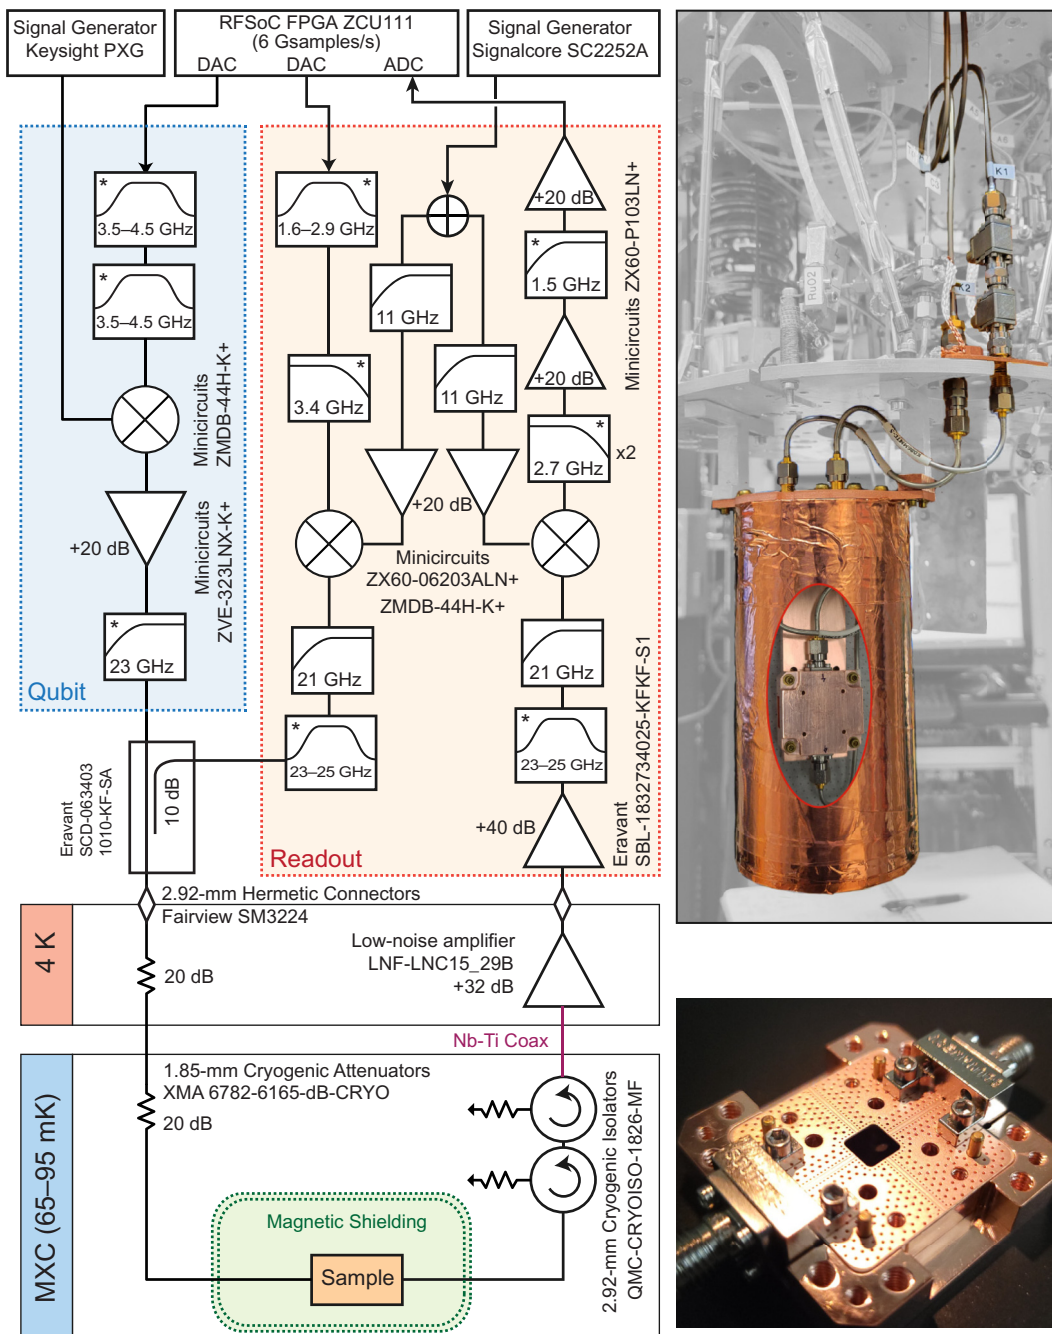 Signal Generator
Keysight PXG
RFSoC FPGA ZCU111
(6 Gsamples/s)
DAC
DAC
ADC
Signal Generator
Signalcore SC2252A
*
3.5–4.5 GHz
*
3.5–4.5 GHz
Minicircuits
ZMDB-44H-K+
+20 dB
Minicircuits
ZVE-323LNX-K+
*
23 GHz
Qubit
*
1.6–2.9 GHz
*
3.4 GHz
11 GHz
11 GHz
+20 dB
+20 dB
*
1.5 GHz
+20 dB
*
2.7 GHz
x2
Minicircuits ZX60-P103LN+
Minicircuits
ZX60-06203ALN+
ZMDB-44H-K+
21 GHz
*
23–25 GHz
21 GHz
*
23–25 GHz
+40 dB
Eravant
SBL-1832734025-KFKF-S1
Readout
Eravant
SCD-063403
1010-KF-SA
10 dB
2.92-mm Hermetic Connectors
Fairview SM3224
4 K
20 dB
Low-noise amplifier
LNF-LNC15_29B
+32 dB
Nb-Ti Coax
MXC (65–95 mK)
1.85-mm Cryogenic Attenuators
XMA 6782-6165-dB-CRYO
20 dB
2.92-mm Cryogenic Isolators
QMC-CRYOISO-1826-MF
Magnetic Shielding
Sample
K1
K2
RuO2